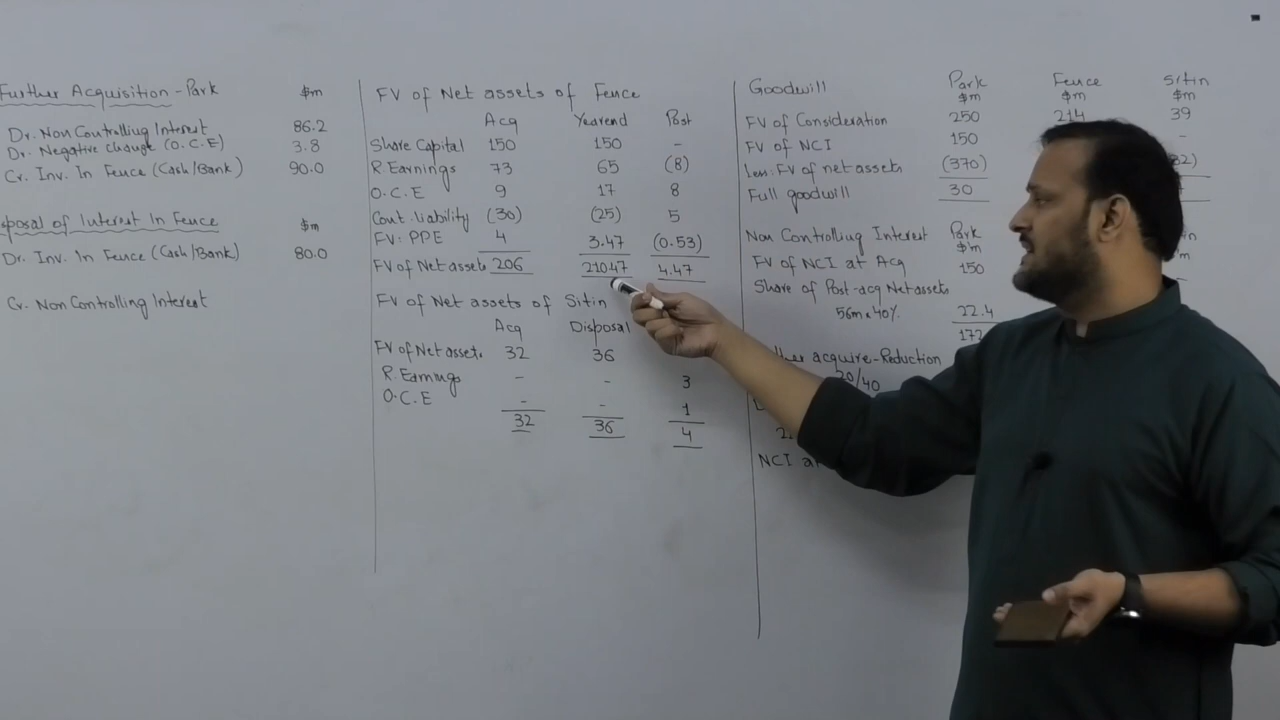 Further Acquisition - Park $m
Dr. Non Controlling Interest 86.2
Dr. Negative change (O.C.E) 3.8
Cr. Inv. In Fence (Cash/Bank) 90.0
sposal of Interest In Fence $m
Dr. Inv. In Fence (Cash/Bank) 80.0
Cr. Non Controlling Interest
FV of Net assets of Fence
Acq Yearend Post
Share Capital 150 150 -
R. Earnings 73 65 (8)
O.C.E 9 17 8
Cont. liability (30) (25) 5
FV: PPE 4 3.47 (0.53)
FV of Net assets 206 210.47 4.47
FV of Net assets of Sitin
Acq Disposal
FV of Net assets 32 36
R. Earnings - - 3
O.C.E - - 1
32 36 4
Goodwill Park Fence Sitin
$m $m $m
FV of Consideration 250 214 39
FV of NCI 150 -
less: FV of net assets (370) 2)
Full goodwill 30
Non Controlling Interest Park in
$m
FV of NCI at Acq 150 -
Share of Post-acq Net assets
56m x 40% 22.4
172
ther acquire-Reduction
20/40
2
NCI a